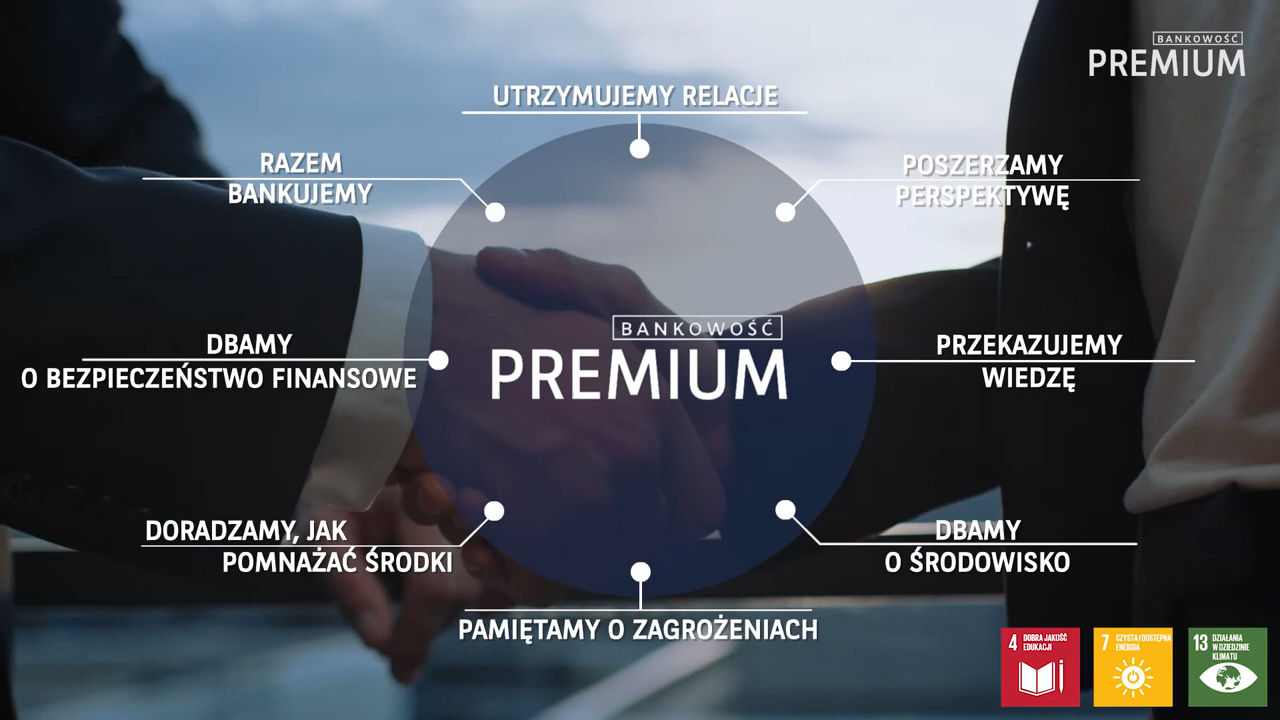 BANKOWOŚĆ
PREMIUM
UTRZYMUJEMY RELACJE
RAZEM
BANKUJEMY
POSZERZAMY
PERSPEKTYWĘ
DBAMY
O BEZPIECZEŃSTWO FINANSOWE
BANKOWOŚĆ
PREMIUM
PRZEKAZUJEMY
WIEDZĘ
DORADZAMY, JAK
POMNAŻAĆ ŚRODKI
DBAMY
O ŚRODOWISKO
PAMIĘTAMY O ZAGROŻENIACH
4 DOBRA JAKOŚĆ
EDUKACJI
7 CZYSTA I DOSTĘPNA
ENERGIA
13 DZIAŁANIA
W DZIEDZINIE
KLIMATU